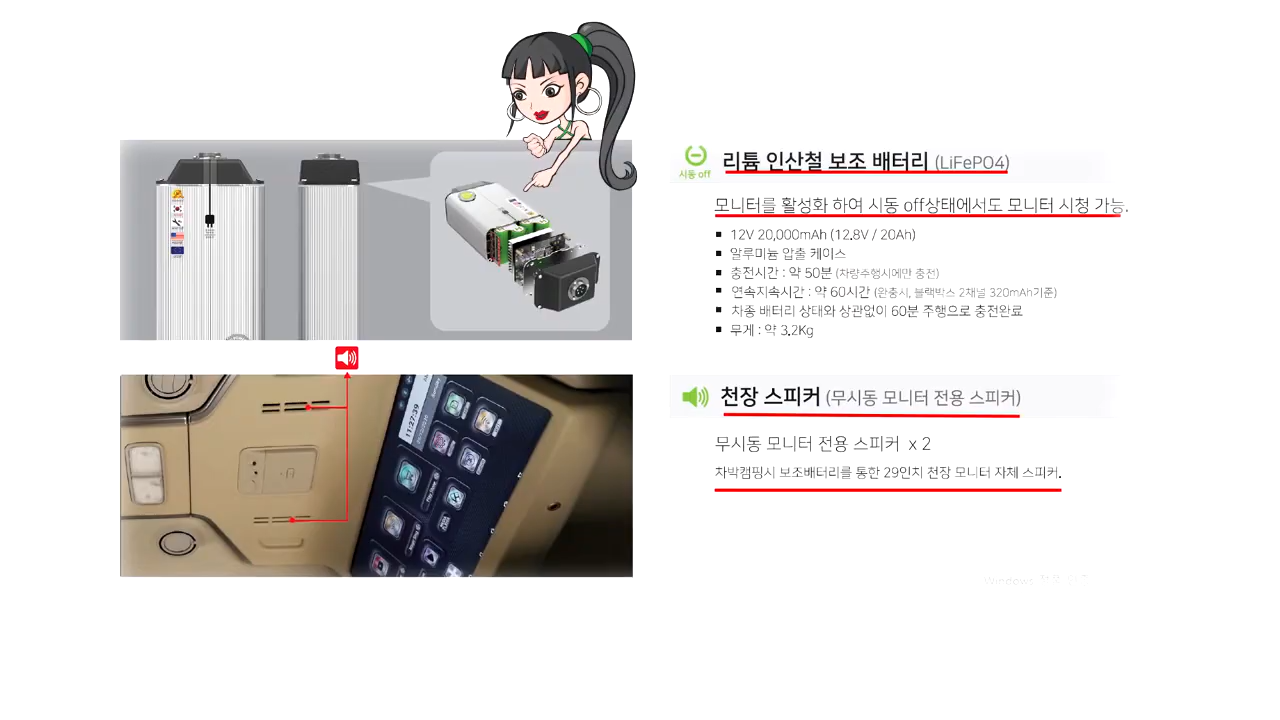 시동 off
리튬 인산철 보조 배터리 (LiFePO4)
모니터를 활성화 하여 시동 off상태에서도 모니터 시청 가능.
▪ 12V 20,000mAh (12.8V / 20Ah)
▪ 알루미늄 압출 케이스
▪ 충전시간 : 약 50분 (차량주행시에만 충전)
▪ 연속지속시간 : 약 60시간 (완충시, 블랙박스 2채널 320mAh기준)
▪ 차종 배터리 상태와 상관없이 60분 주행으로 충전완료
▪ 무게 : 약 3.2Kg
천장 스피커 (무시동 모니터 전용 스피커)
무시동 모니터 전용 스피커 x 2
차박캠핑시 보조배터리를 통한 29인치 천장 모니터 자체 스피커.
11:27:39
Windows